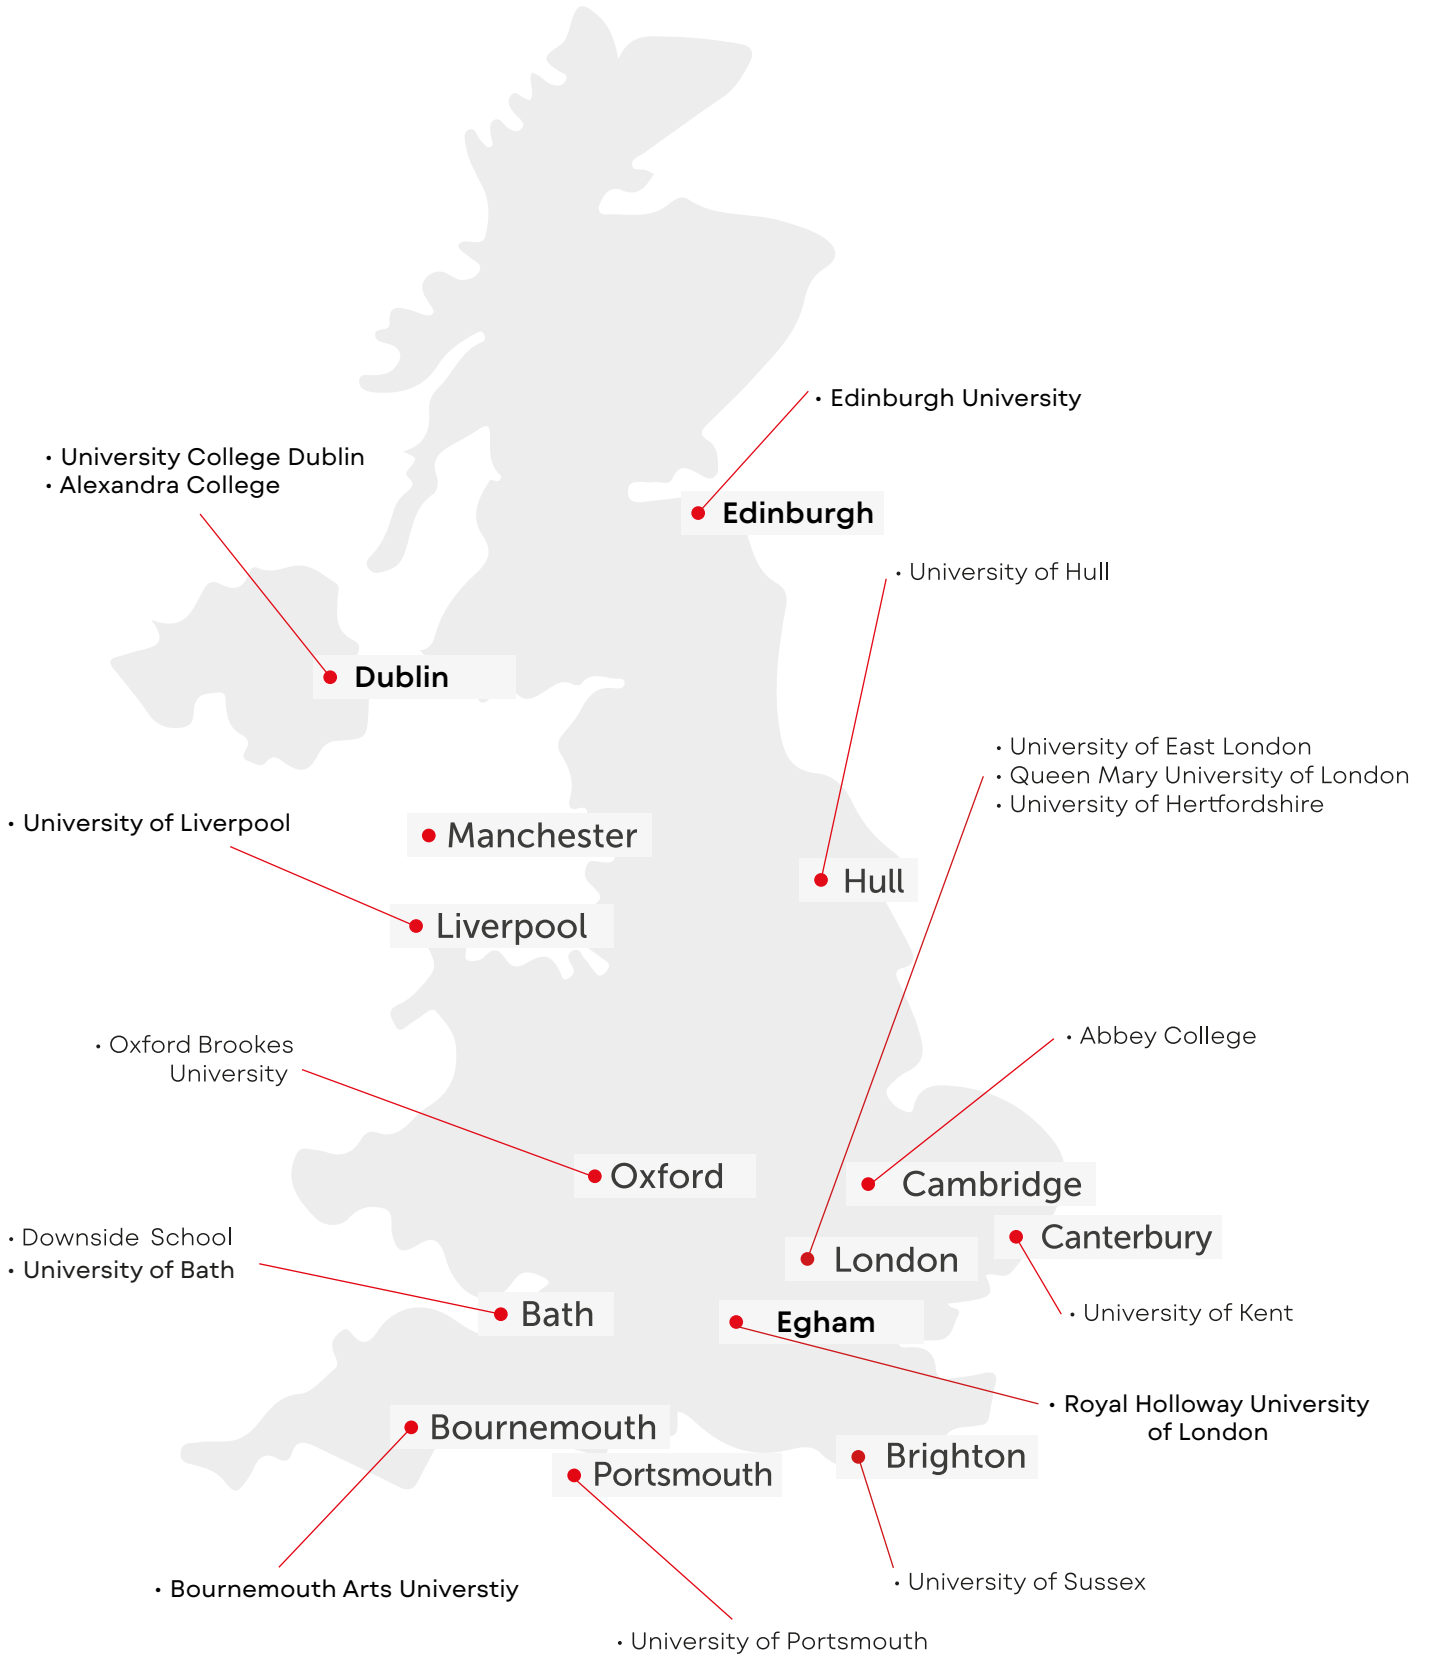 • Edinburgh University
• University College Dublin
• Alexandra College
Edinburgh
• University of Hull
Dublin
• University of East London
• Queen Mary University of London
• University of Hertfordshire
• University of Liverpool
Manchester
Hull
Liverpool
• Abbey College
• Oxford Brookes
University
Oxford
Cambridge
• Downside School
• University of Bath
Canterbury
London
Bath
• University of Kent
Egham
• Royal Holloway University
of London
Bournemouth
Brighton
Portsmouth
• Bournemouth Arts Universtiy
• University of Sussex
• University of Portsmouth